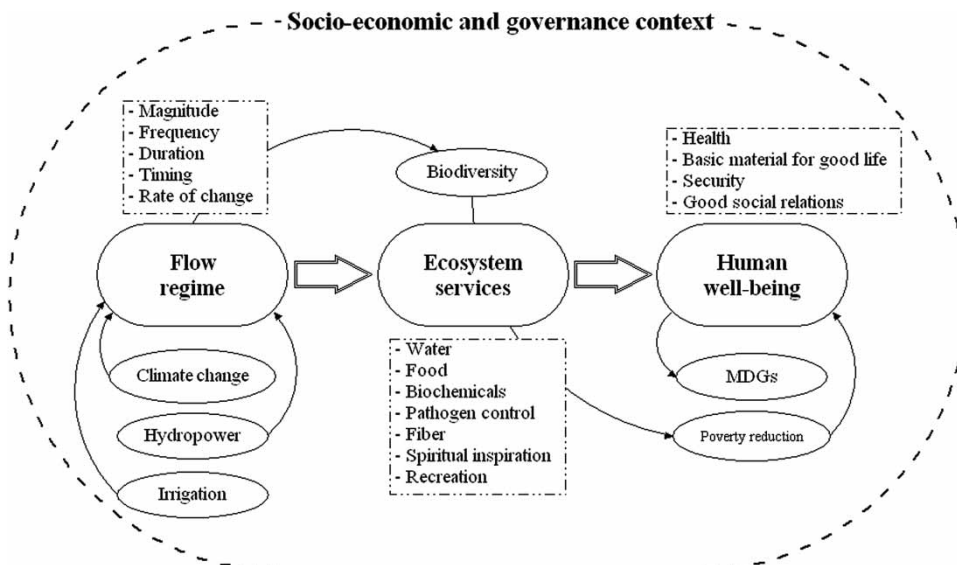 Socio-economic and governance context
- Magnitude
- Frequency
- Duration
- Timing
- Rate of change
Biodiversity
- Health
- Basic material for good life
- Security
- Good social relations
Flow
regime
Ecosystem
services
Human
well-being
Climate change
Hydropower
Irrigation
- Water
- Food
- Biochemicals
- Pathogen control
- Fiber
- Spiritual inspiration
- Recreation
MDGs
Poverty reduction